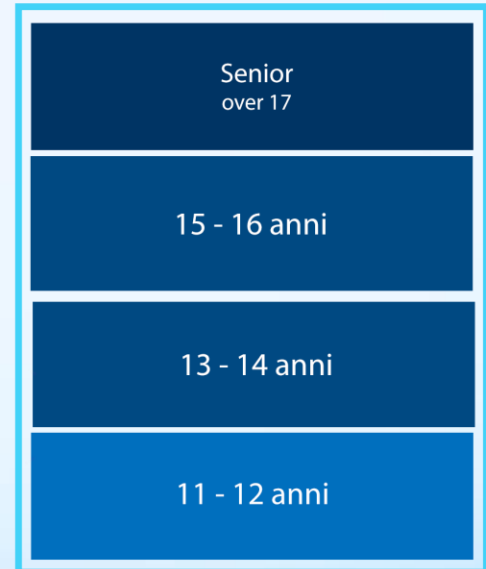 Senior
over 17
15 - 16 anni
13 - 14 anni
11 - 12 anni